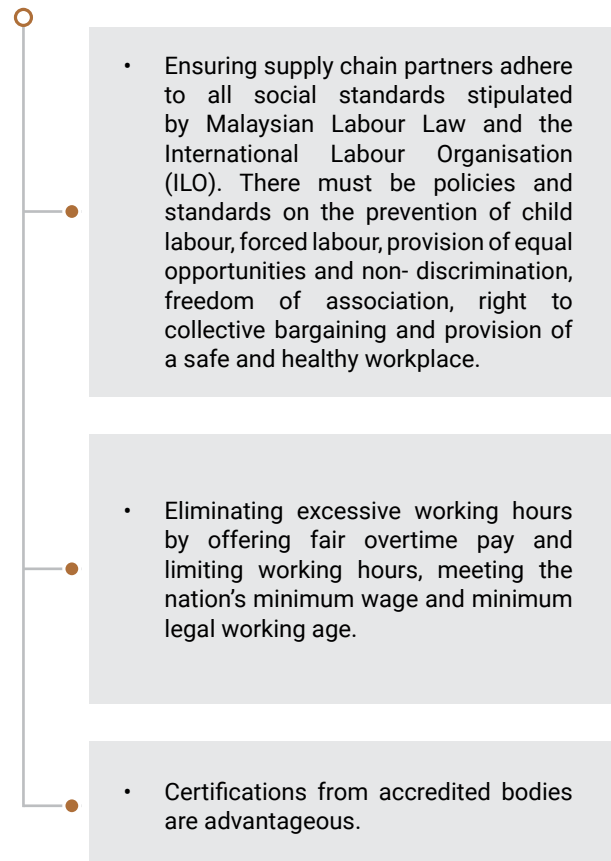 • Ensuring supply chain partners adhere
to all social standards stipulated
by Malaysian Labour Law and the
International Labour Organisation
(ILO). There must be policies and
standards on the prevention of child
labour, forced labour, provision of equal
opportunities and non- discrimination,
freedom of association, right to
collective bargaining and provision of
a safe and healthy workplace.
• Eliminating excessive working hours
by offering fair overtime pay and
limiting working hours, meeting the
nation’s minimum wage and minimum
legal working age.
• Certifications from accredited bodies
are advantageous.